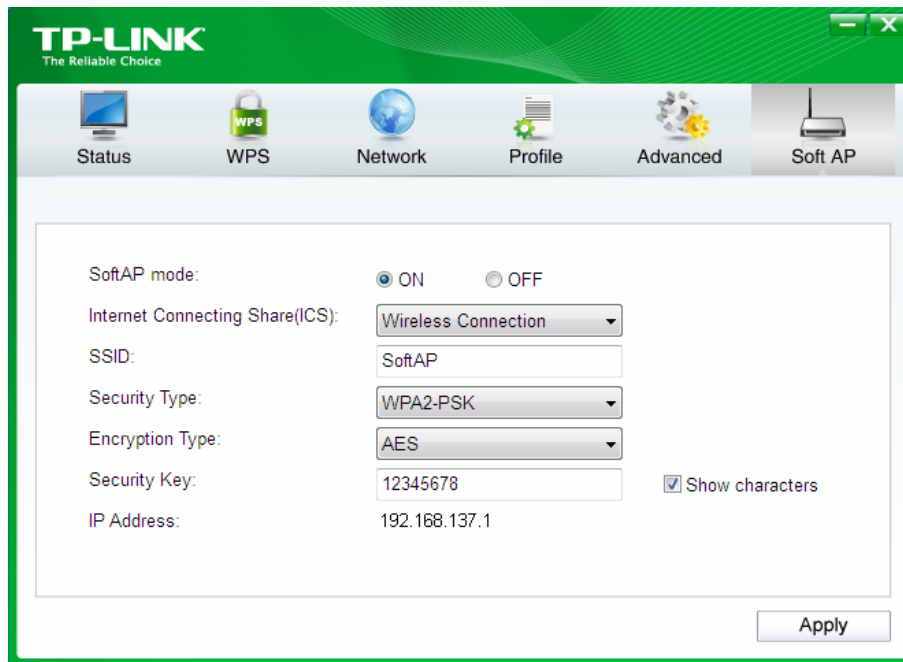 TP-LINK
The Reliable Choice
WPS
Status WPS Network Profile Advanced Soft AP
SoftAP mode: ON OFF
Internet Connecting Share(ICS): Wireless Connection
SSID: SoftAP
Security Type: WPA2-PSK
Encryption Type: AES
Security Key: 12345678 Show characters
IP Address: 192.168.137.1
Apply